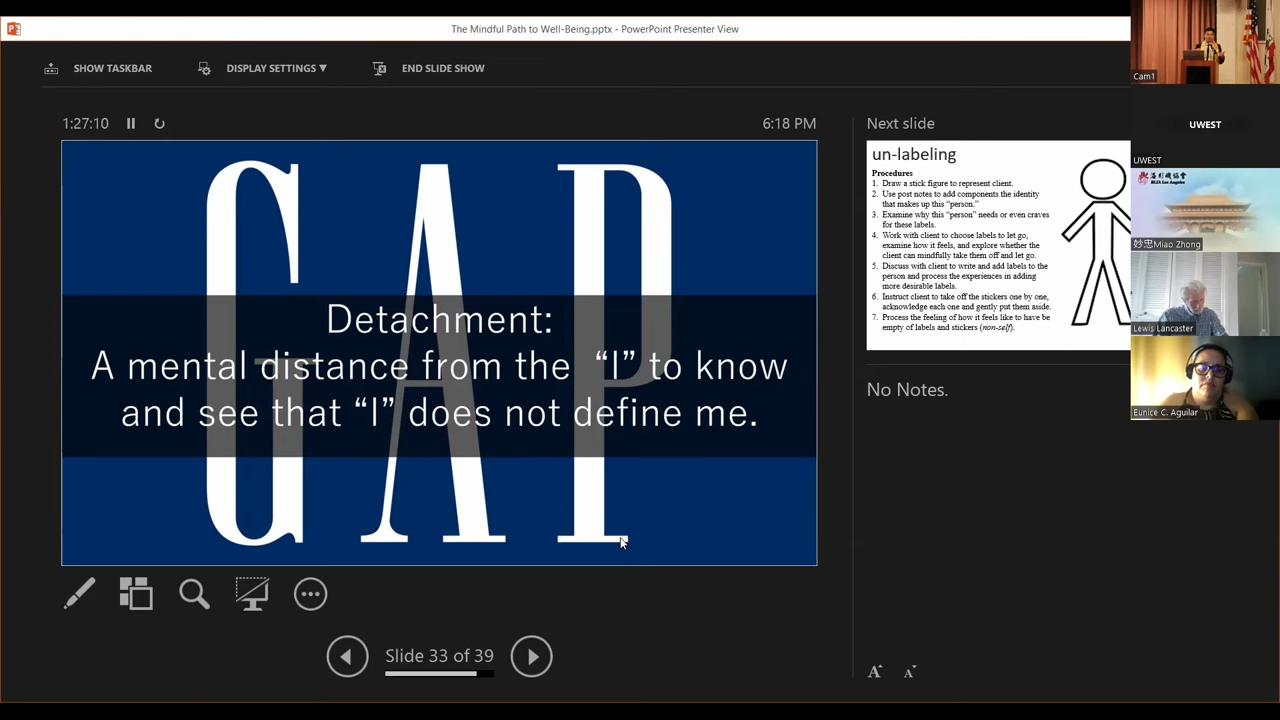 The Mindful Path to Well-Being.pptx - PowerPoint Presenter View
SHOW TASKBAR
DISPLAY SETTINGS ▼
END SLIDE SHOW
1:27:10
6:18 PM
GAP
Detachment:
A mental distance from the “I” to know
and see that “I” does not define me.
Slide 33 of 39
Next slide
un-labeling
Procedures
1. Draw a stick figure to represent client.
2. Use post notes to add components the identity
that makes up this “person.”
3. Examine why this “person” needs or even craves
for these labels.
4. Work with client to choose labels to let go,
examine how it feels, and explore whether the
client can mindfully take them off and let go.
5. Discuss with client to write and add labels to the
person and process the experiences in adding
more desirable labels.
6. Instruct client to take off the stickers one by one,
acknowledge each one and gently put them aside.
7. Process the feeling of how it feels like to have be
empty of labels and stickers (non-self).
No Notes.
A A
Cam1
UWEST
UWEST
BLIA Los Angeles
妙忠Miao Zhong
Lewis Lancaster
Eunice C. Aguilar